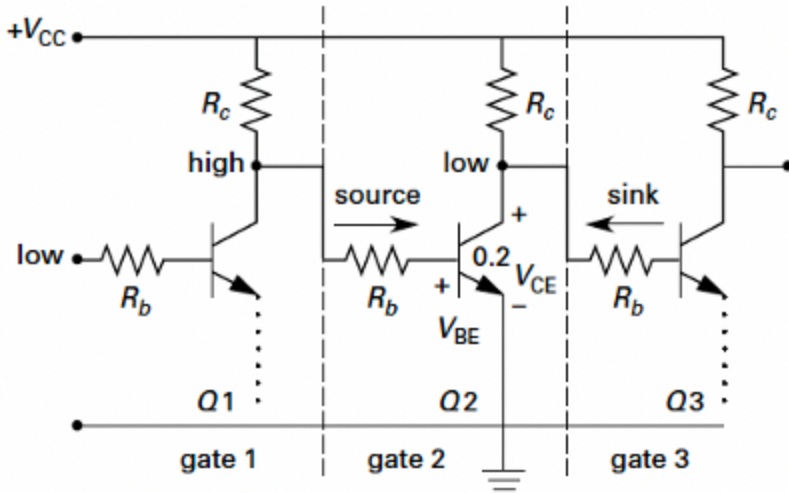 +VCC
Rc
Rc
Rc
high
low
source
sink
low
+
0.2
VCE
Rb
+
Rb
−
Rb
VBE
Q1
Q2
Q3
gate 1
gate 2
gate 3